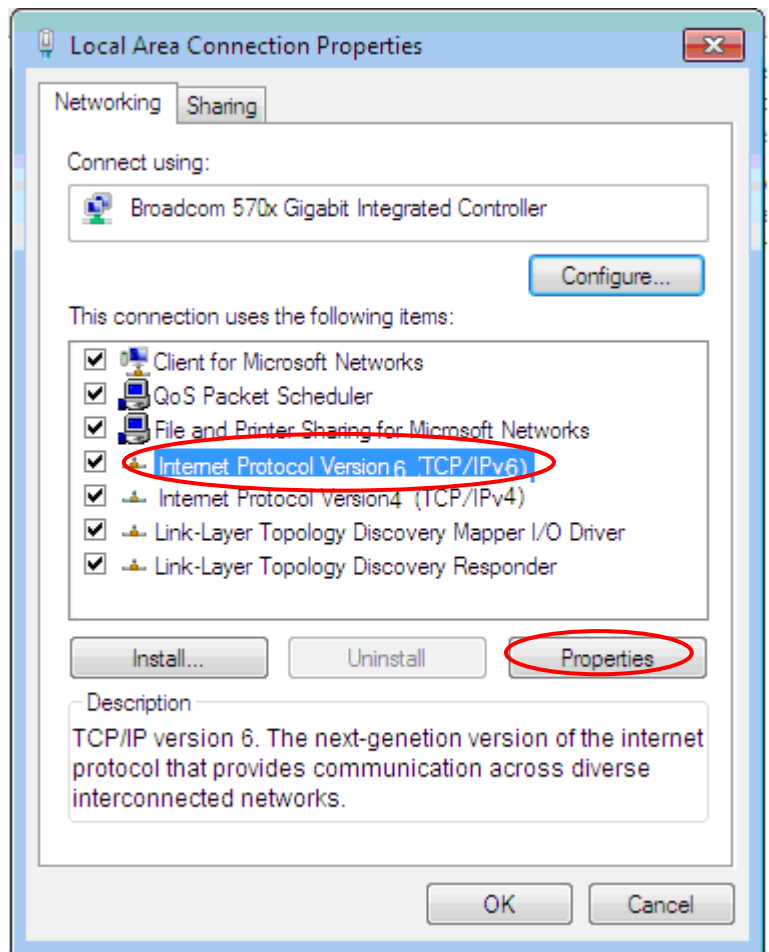 Local Area Connection Properties
Networking
Sharing
Connect using:
Broadcom 570x Gigabit Integrated Controller
Configure...
This connection uses the following items:
Client for Microsoft Networks
QoS Packet Scheduler
File and Printer Sharing for Microsoft Networks
Internet Protocol Version 6 (TCP/IPv6)
Internet Protocol Version4 (TCP/IPv4)
Link-Layer Topology Discovery Mapper I/O Driver
Link-Layer Topology Discovery Responder
Install...
Uninstall
Properties
Description
TCP/IP version 6. The next-genetion version of the internet
protocol that provides communication across diverse
interconnected networks.
OK
Cancel